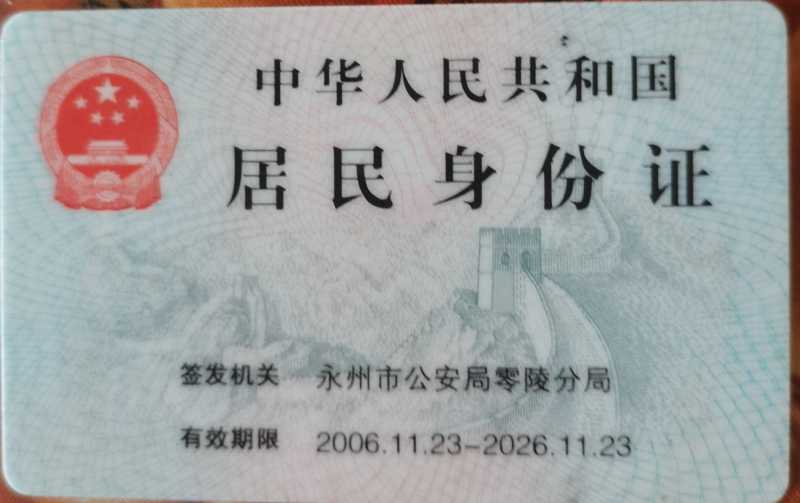 中华人民共和国
居民身份证
签发机关 永州市公安局零陵分局
有效期限 2006.11.23-2026.11.23